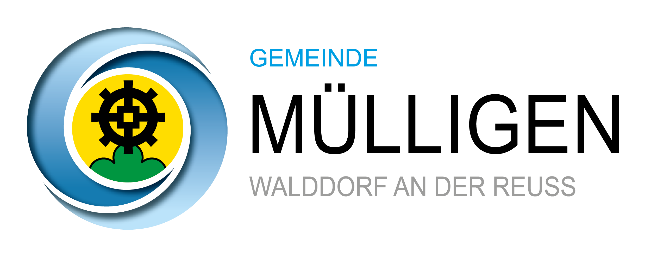 GEMEINDE
MÜLLIGEN
WALDDORF AN DER REUSS